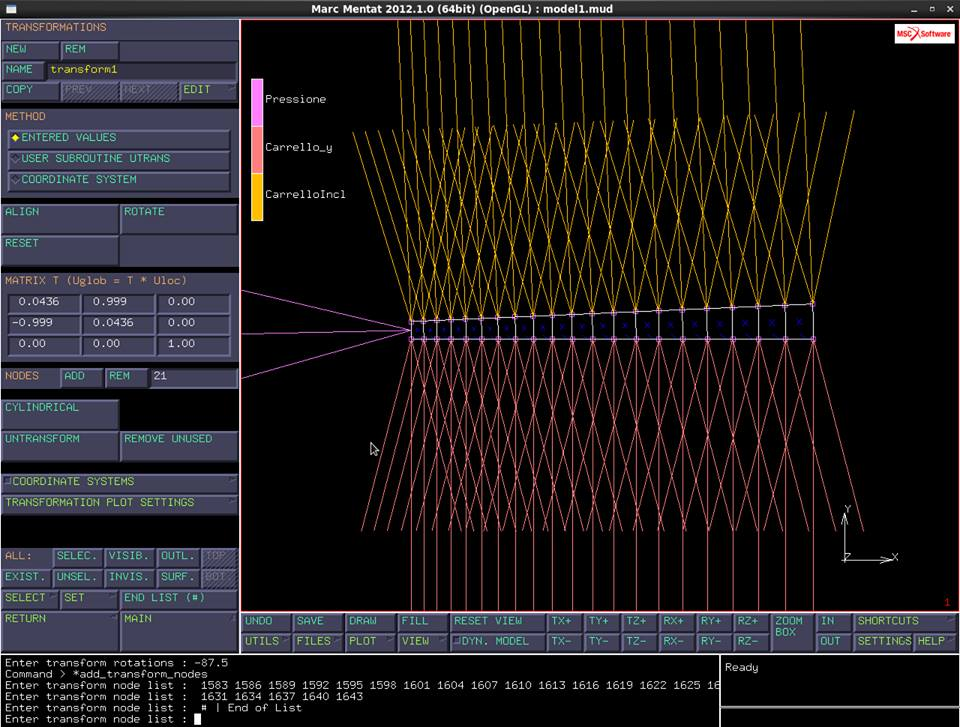 Marc Mentat 2012.1.0 (64bit) (OpenGL) : model1.mud
TRANSFORMATIONS
NEW REM
NAME transform1
COPY PREV NEXT EDIT
METHOD
ENTERED VALUES
USER SUBROUTINE UTRANS
COORDINATE SYSTEM
ALIGN ROTATE
RESET
MATRIX T (Uglob = T * Uloc)
0.0436 0.999 0.00
-0.999 0.0436 0.00
0.00 0.00 1.00
NODES ADD REM 21
CYLINDRICAL
UNTRANSFORM REMOVE UNUSED
COORDINATE SYSTEMS
TRANSFORMATION PLOT SETTINGS
ALL: SELEC. VISIB. OUTL. TOP
EXIST. UNSEL. INVIS. SURF. BOT.
SELECT SET END LIST (#)
RETURN MAIN
MSC Software
Pressione
Carrello_y
CarrelloIncl
Y
Z X
1
UNDO SAVE DRAW FILL RESET VIEW TX+ TY+ TZ+ RX+ RY+ RZ+ ZOOM BOX IN SHORTCUTS
UTILS FILES PLOT VIEW DYN. MODEL TX- TY- TZ- RX- RY- RZ- OUT SETTINGS HELP
Enter transform rotations : -87.5
Command > *add_transform_nodes
Enter transform node list : 1583 1586 1589 1592 1595 1598 1601 1604 1607 1610 1613 1616 1619 1622 1625 16
Enter transform node list : 1631 1634 1637 1640 1643
Enter transform node list : # | End of List
Enter transform node list :
Ready